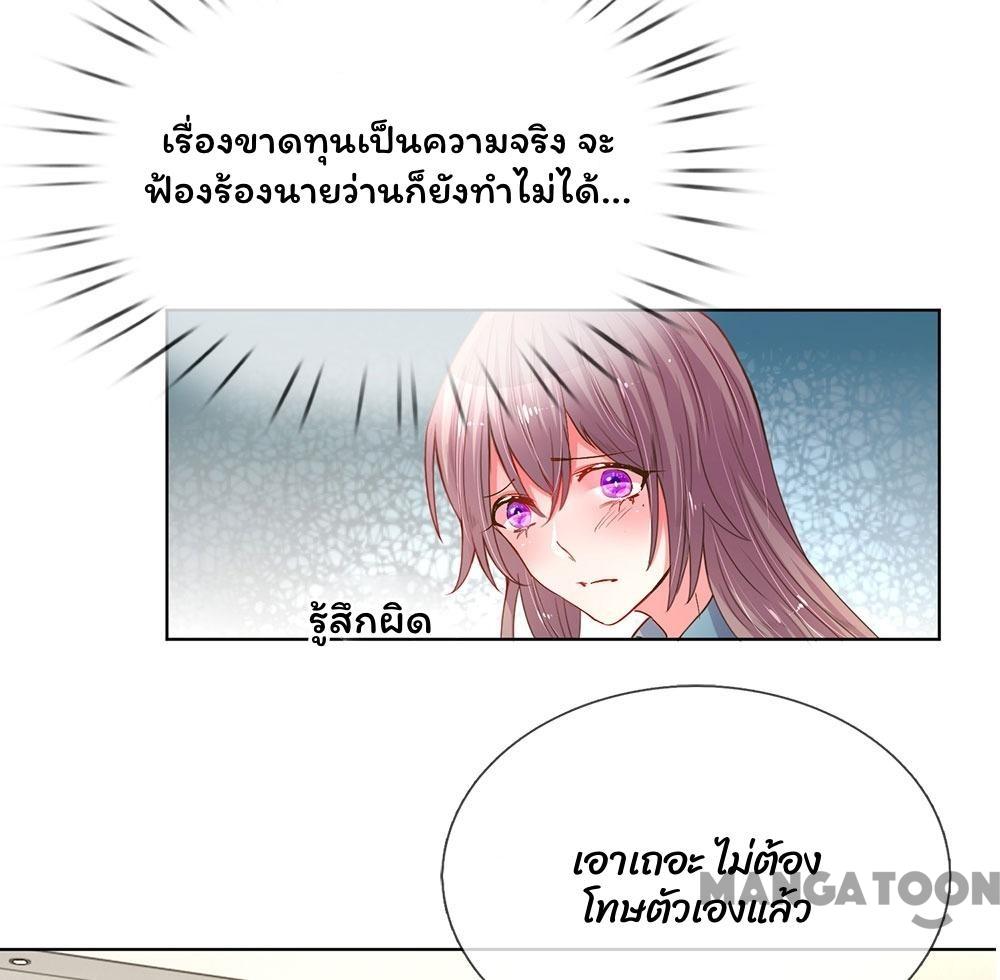 เรื่องขาดทุนเป็นความจริง จะ
ฟ้องร้องนายว่านก็ยังทำไม่ได้...
รู้สึกผิด
เอาเถอะ ไม่ต้อง
โทษตัวเองแล้ว
MANGATOON